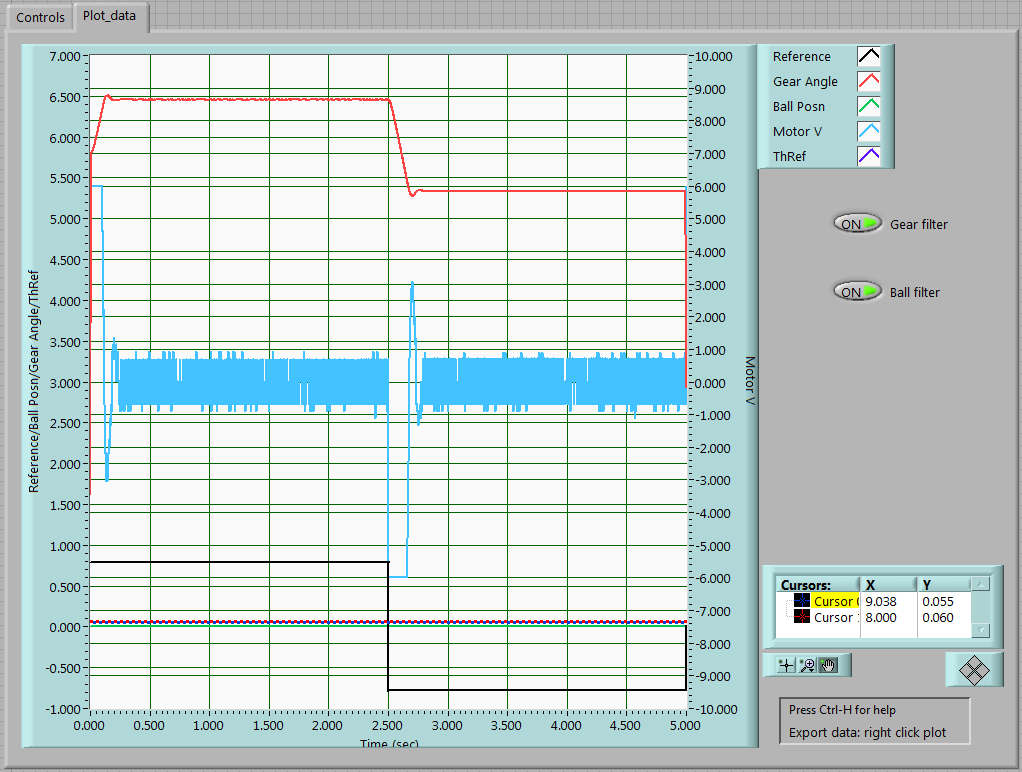 Controls
Plot_data
7.000
6.500
6.000
5.500
5.000
4.500
4.000
3.500
3.000
2.500
2.000
1.500
1.000
0.500
0.000
-0.500
-1.000
Reference/Ball Posn/Gear Angle/ThRef
0.000 0.500 1.000 1.500 2.000 2.500 3.000 3.500 4.000 4.500 5.000
Time (sec)
10.000
9.000
8.000
7.000
6.000
5.000
4.000
3.000
2.000
1.000
0.000
-1.000
-2.000
-3.000
-4.000
-5.000
-6.000
-7.000
-8.000
-9.000
-10.000
Motor V
Reference
Gear Angle
Ball Posn
Motor V
ThRef
ON Gear filter
ON Ball filter
Cursors: X Y
Cursor 9.038 0.055
Cursor 8.000 0.060
Press Ctrl-H for help
Export data: right click plot